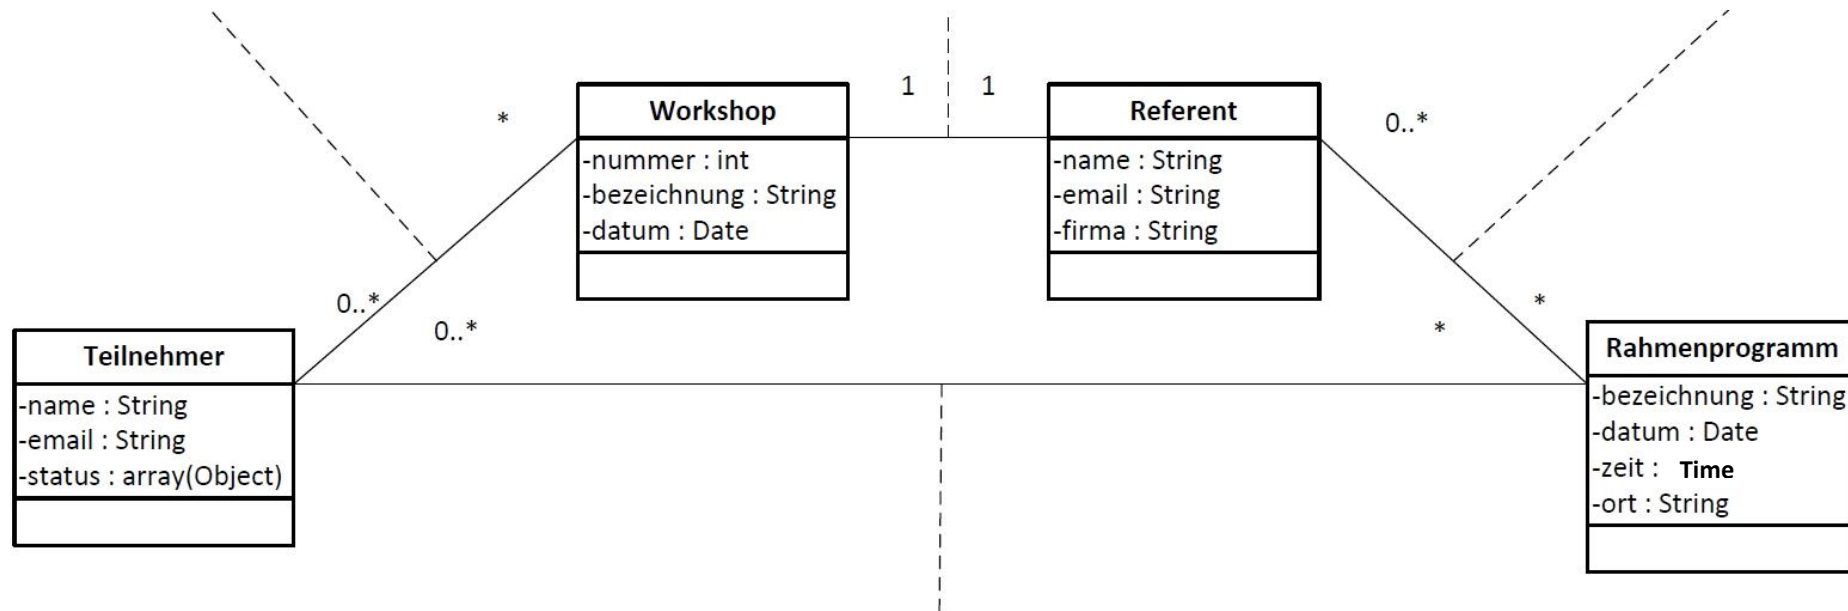 1
1
*
Workshop
-nummer : int
-bezeichnung : String
-datum : Date
Referent
-name : String
-email : String
-firma : String
0..*
0..*
0..*
*
*
Teilnehmer
-name : String
-email : String
-status : array(Object)
Rahmenprogramm
-bezeichnung : String
-datum : Date
-zeit : Time
-ort : String